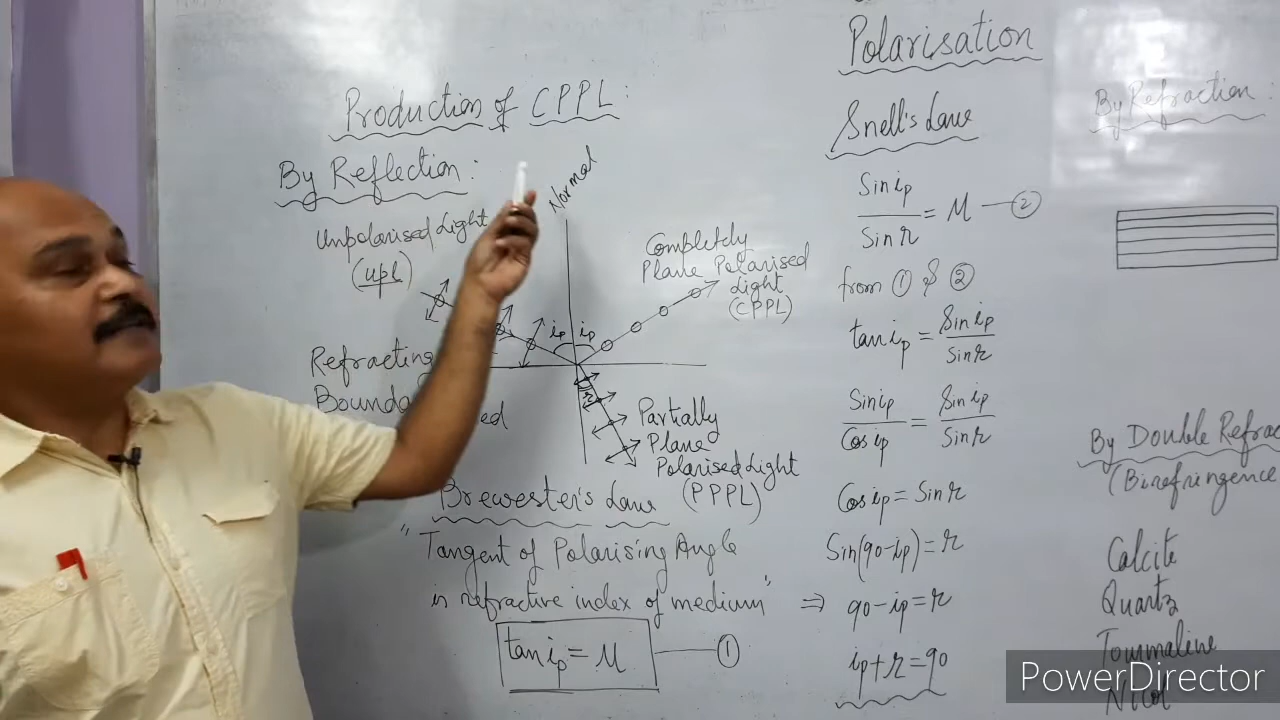 Polarisation
Production of CPPL:
By Reflection:
Normal
Unpolarised Light
(upl)
Completely
Plane Polarised
Light
(CPPL)
ip ip
Refracting
r
Partially
Plane
Polarised Light
(PPPL)
Brewester's Law
"Tangent of Polarising Angle
is refractive index of medium"
tan ip = μ — ①
Snell's Law
Sin ip / Sin r = μ — ②
from ① & ②
tan ip = Sin ip / Sin r
Sin ip / Cos ip = Sin ip / Sin r
Cos ip = Sin r
Sin(90-ip) = r
⇒ 90-ip = r
ip + r = 90
By Refraction:
By Double Refrac
(Birefringence
Calcite
Quartz
Tourmaline
Nicol
PowerDirector